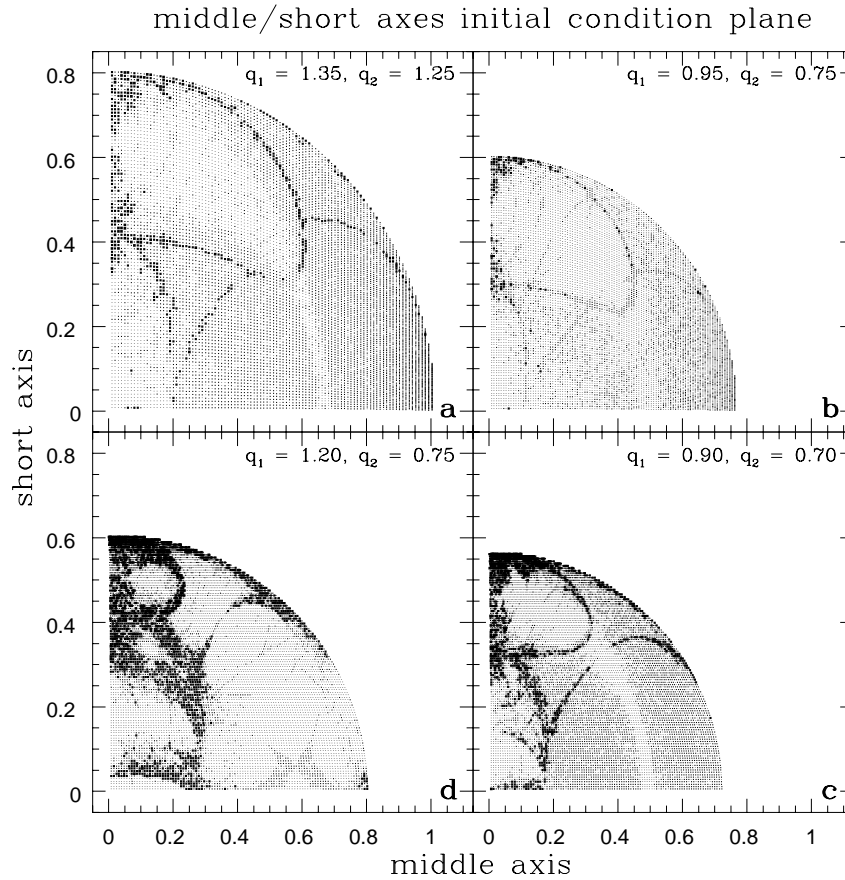 middle/short axes initial condition plane
q1 = 1.35, q2 = 1.25
q1 = 0.95, q2 = 0.75
0.8
0.6
0.4
0.2
0
a
b
short axis
q1 = 1.20, q2 = 0.75
q1 = 0.90, q2 = 0.70
0.8
0.6
0.4
0.2
0
d
c
0 0.2 0.4 0.6 0.8 1
0 0.2 0.4 0.6 0.8 1
middle axis